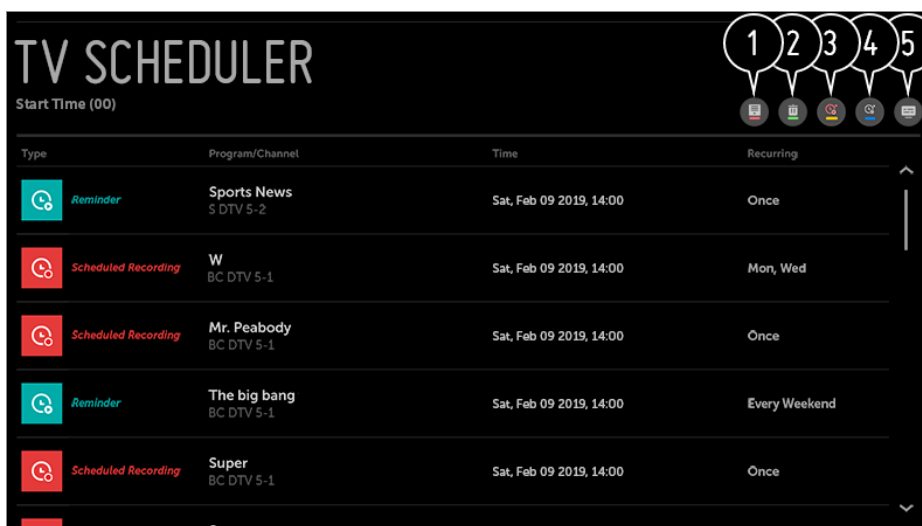 1 2 3 4 5
TV SCHEDULER
Start Time (00)
Type Program/Channel Time Recurring
Reminder Sports News Sat, Feb 09 2019, 14:00 Once
S DTV 5-2
Scheduled Recording W Sat, Feb 09 2019, 14:00 Mon, Wed
BC DTV 5-1
Scheduled Recording Mr. Peabody Sat, Feb 09 2019, 14:00 Once
BC DTV 5-1
Reminder The big bang Sat, Feb 09 2019, 14:00 Every Weekend
BC DTV 5-1
Scheduled Recording Super Sat, Feb 09 2019, 14:00 Once
BC DTV 5-1